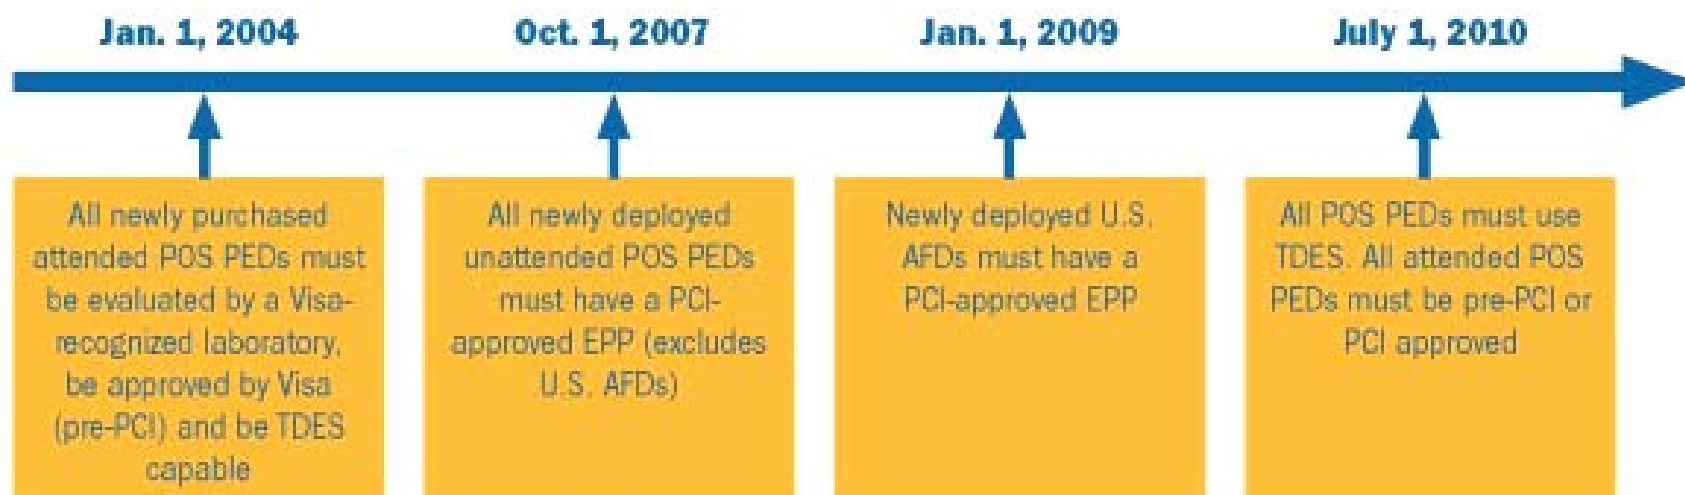 Jan. 1, 2004
Oct. 1, 2007
Jan. 1, 2009
July 1, 2010
All newly purchased
attended POS PEDs must
be evaluated by a Visa-
recognized laboratory,
be approved by Visa
(pre-PCI) and be TDES
capable
All newly deployed
unattended POS PEDs
must have a PCI-
approved EPP (excludes
U.S. AFDs)
Newly deployed U.S.
AFDs must have a
PCI-approved EPP
All POS PEDs must use
TDES. All attended POS
PEDs must be pre-PCI or
PCI approved